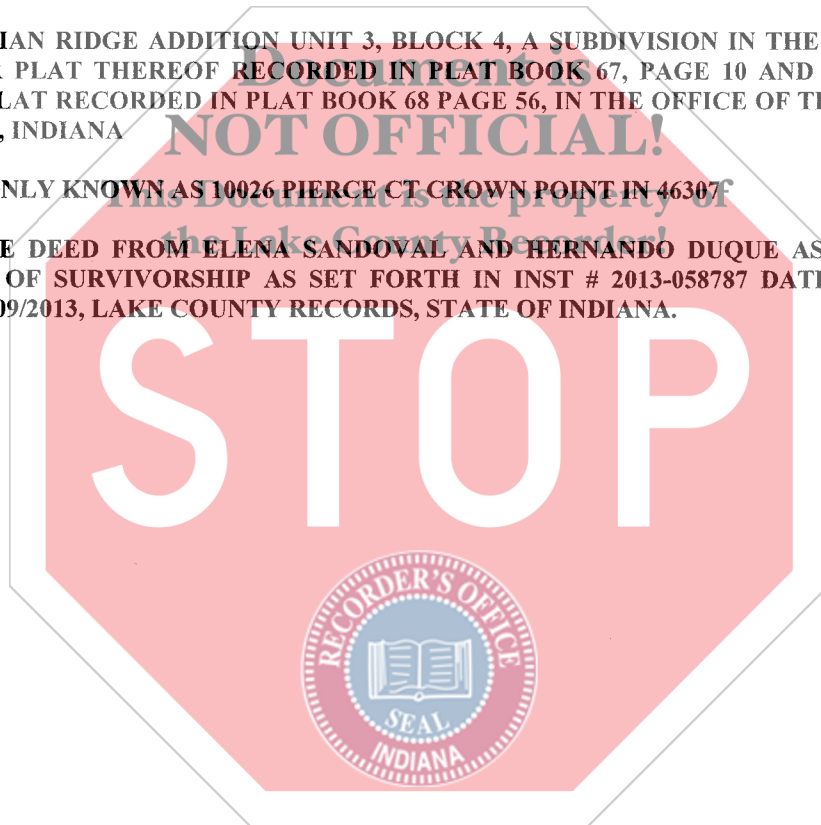 IAN RIDGE ADDITION UNIT 3, BLOCK 4, A SUBDIVISION IN THE
PLAT THEREOF RECORDED IN PLAT BOOK 67, PAGE 10 AND
LAT RECORDED IN PLAT BOOK 68 PAGE 56, IN THE OFFICE OF
, INDIANA
NLY KNOWN AS 10026 PIERCE CT CROWN POINT IN 46307
E DEED FROM ELENA SANDOVAL AND HERNANDO DUQUE AS
OF SURVIVORSHIP AS SET FORTH IN INST # 2013-058787
09/2013, LAKE COUNTY RECORDS, STATE OF INDIANA.
Document is
NOT OFFICIAL!
This Document is the property of
the Lake County Recorder!
STOP
RECORDER'S OFFICE
SEAL
INDIANA